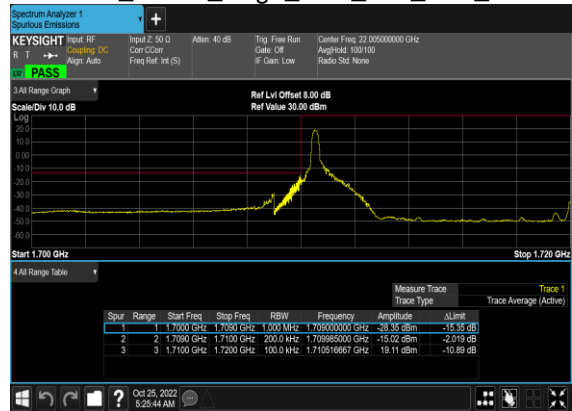 Spectrum Analyzer 1
Spurious Emissions
+
KEYSIGHT Input: RF Input Z: 50 Ω Atten: 40 dB Trig: Free Run Center Freq: 22.005000000 GHz
R T Coupling: DC Corr CCorr Gate: Off Avg|Hold: 100/100
Align: Auto Freq Ref: Int (S) IF Gain: Low Radio Std: None
PASS
3 All Range Graph
Ref Lvl Offset 8.00 dB
Scale/Div 10.0 dB Ref Value 30.00 dBm
Log
20.0
10.0
0.00
-10.0
-20.0
-30.0
-40.0
-50.0
-60.0
Start 1.700 GHz Stop 1.720 GHz
4 All Range Table
Measure Trace Trace 1
Trace Type Trace Average (Active)
Spur Range Start Freq Stop Freq RBW Frequency Amplitude ΔLimit
1 1 1.7000 GHz 1.7090 GHz 1.000 MHz 1.709000000 GHz -28.35 dBm -15.35 dB
2 2 1.7090 GHz 1.7100 GHz 200.0 kHz 1.709985000 GHz -15.02 dBm -2.019 dB
3 3 1.7100 GHz 1.7200 GHz 100.0 kHz 1.710516667 GHz 19.11 dBm -10.89 dB
? Oct 25, 2022
5:25:44 AM